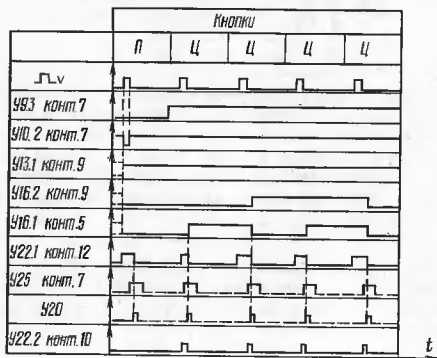 Кнопки
П Ц Ц Ц Ц
V
У9.3 конт.7
У10.2 конт.7
У13.1 конт.9
У16.2 конт.9
У16.1 конт.5
У22.1 конт.12
У25 конт.7
У20
У22.2 конт.10
t